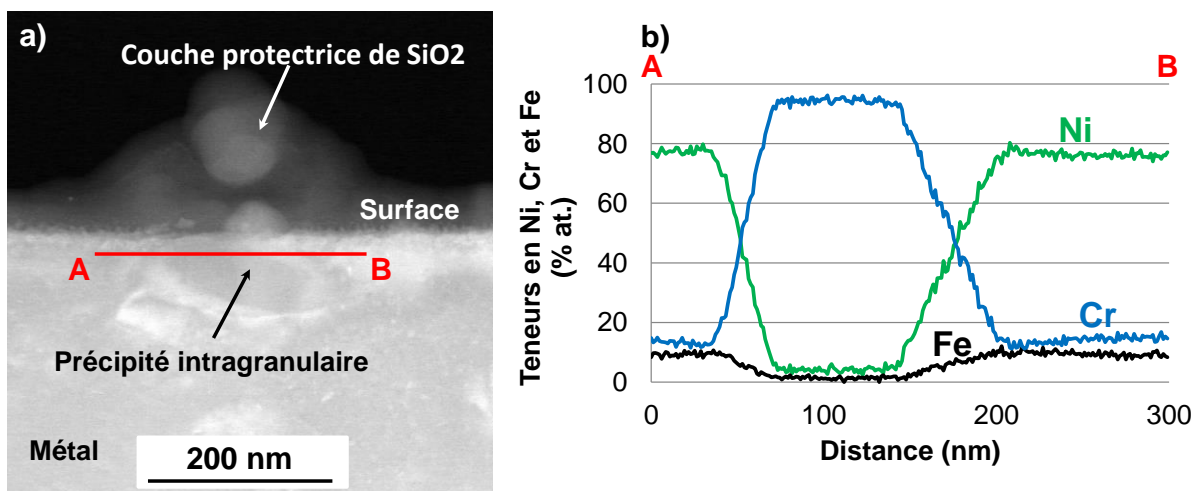 a)
Couche protectrice de SiO2
Surface
A
B
Précipité intragranulaire
Métal
200 nm
b)
A
B
Teneurs en Ni, Cr et Fe
(% at.)
100
80
60
40
20
0
Ni
Cr
Fe
0
100
200
300
Distance (nm)